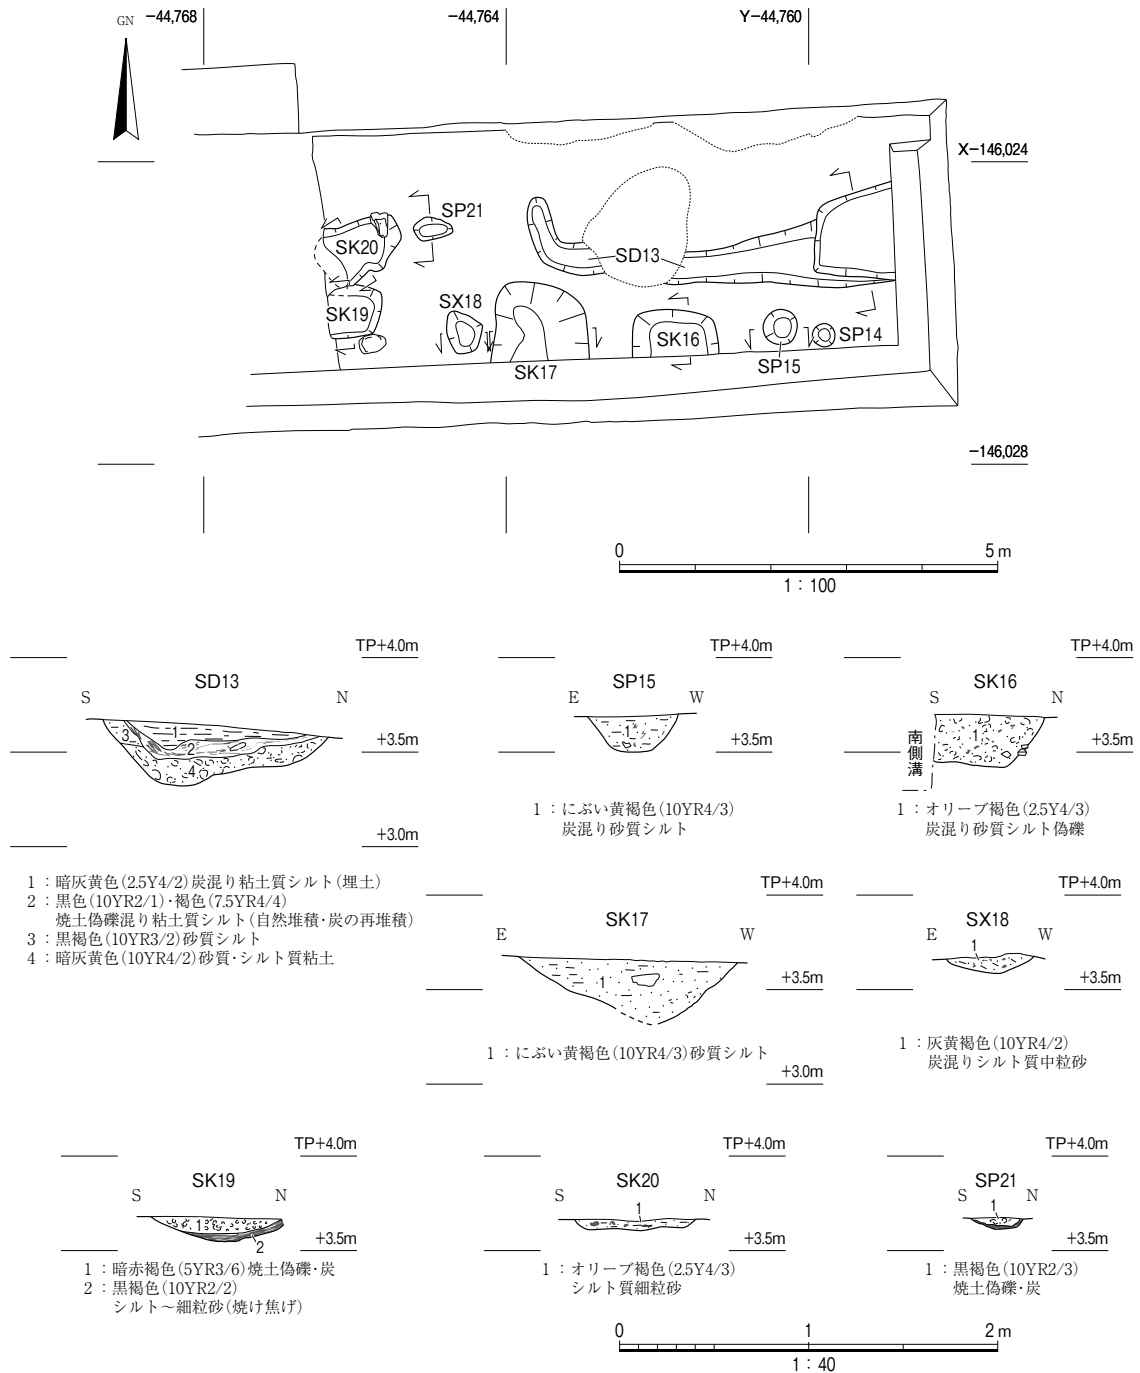 GN
-44,768
-44,764
Y-44,760
X-146,024
SP21
SK20
SD13
SX18
SK19
SK16
SP14
SK17
SP15
-146,028
0 5 m
1 : 100
TP+4.0m
SD13
S N
1
3
2
4
+3.5m
+3.0m
1 : 暗灰黄色(2.5Y4/2)炭混り粘土質シルト(埋土)
2 : 黒色(10YR2/1)・褐色(7.5YR4/4)
焼土偽礫混り粘土質シルト(自然堆積・炭の再堆積)
3 : 黒褐色(10YR3/2)砂質シルト
4 : 暗灰黄色(10YR4/2)砂質・シルト質粘土
TP+4.0m
SP15
E W
1
+3.5m
1 : にぶい黄褐色(10YR4/3)
炭混り砂質シルト
TP+4.0m
SK16
S N
1
南側溝
+3.5m
1 : オリーブ褐色(2.5Y4/3)
炭混り砂質シルト偽礫
TP+4.0m
SK17
E W
1
+3.5m
1 : にぶい黄褐色(10YR4/3)砂質シルト
+3.0m
TP+4.0m
SX18
E W
1
+3.5m
1 : 灰黄褐色(10YR4/2)
炭混りシルト質中粒砂
TP+4.0m
SK19
S N
1
2
+3.5m
1 : 暗赤褐色(5YR3/6)焼土偽礫・炭
2 : 黒褐色(10YR2/2)
シルト～細粒砂(焼け焦げ)
TP+4.0m
SK20
S N
1
+3.5m
1 : オリーブ褐色(2.5Y4/3)
シルト質細粒砂
TP+4.0m
SP21
S N
1
+3.5m
1 : 黒褐色(10YR2/3)
焼土偽礫・炭
0 1 2 m
1 : 40